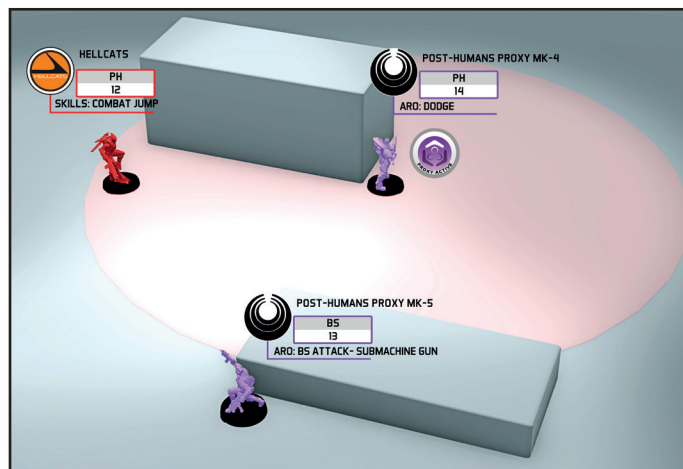 HELLCATS
HELLCATS
PH
12
SKILLS: COMBAT JUMP
POST-HUMANS PROXY MK-4
PH
14
ARO: DODGE
PROXY ACTIVE
POST-HUMANS PROXY MK-5
BS
13
ARO: BS ATTACK- SUBMACHINE GUN